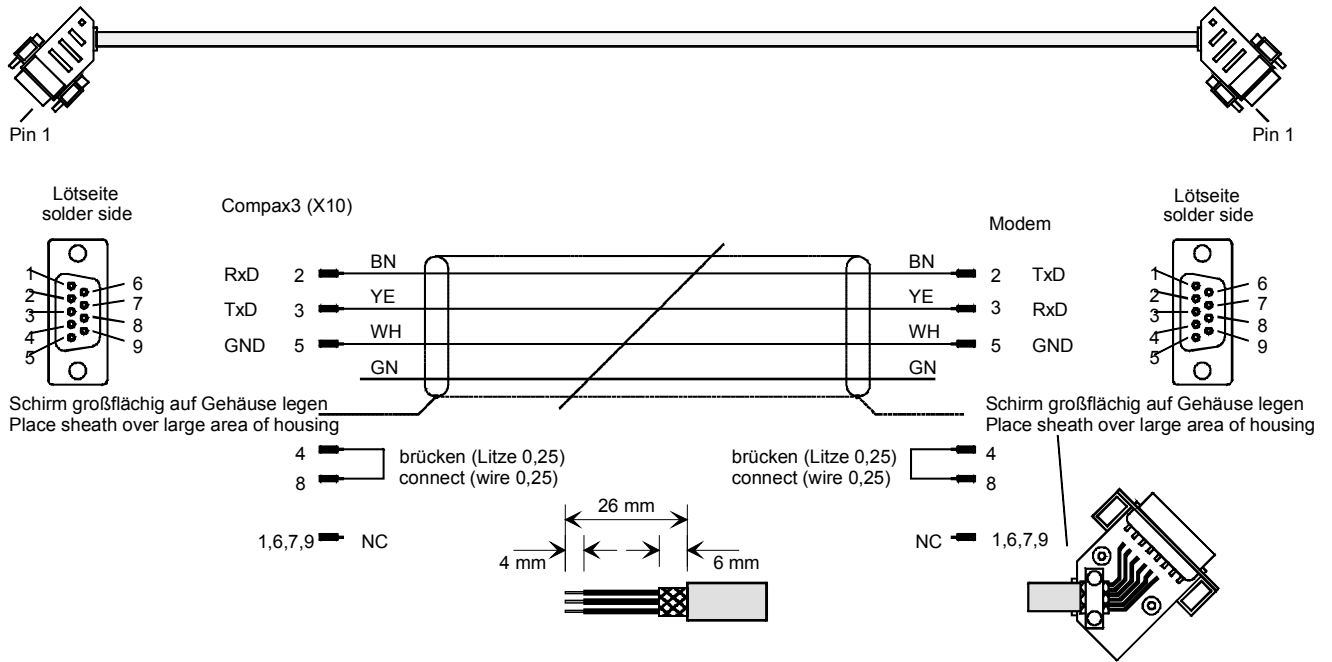 Pin 1
Pin 1
Lötseite
solder side
Compax3 (X10)
Modem
Lötseite
solder side
1
2
3
4
5
6
7
8
9
RxD 2 BN BN 2 TxD
TxD 3 YE YE 3 RxD
GND 5 WH WH 5 GND
GN GN
1
2
3
4
5
6
7
8
9
Schirm großflächig auf Gehäuse legen
Place sheath over large area of housing
Schirm großflächig auf Gehäuse legen
Place sheath over large area of housing
4
8
brücken (Litze 0,25)
connect (wire 0,25)
brücken (Litze 0,25)
connect (wire 0,25)
4
8
26 mm
1,6,7,9 NC
4 mm
6 mm
NC 1,6,7,9